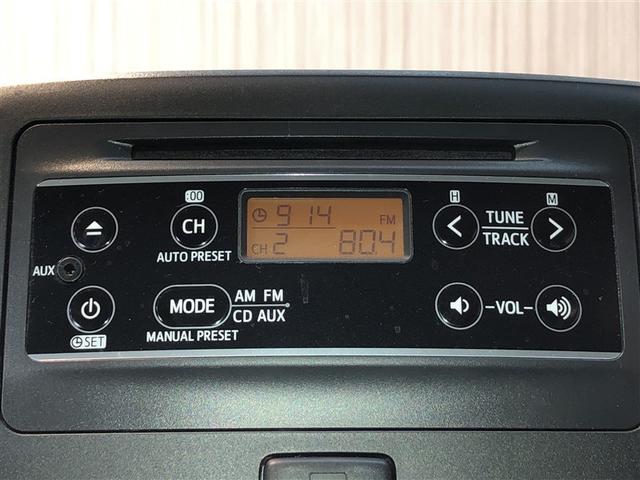 :00
CH
AUTO PRESET
AUX
SET
MODE
AM FM
CD AUX
MANUAL PRESET
9 14
FM
CH 2
80.4
H
M
TUNE
TRACK
-VOL-